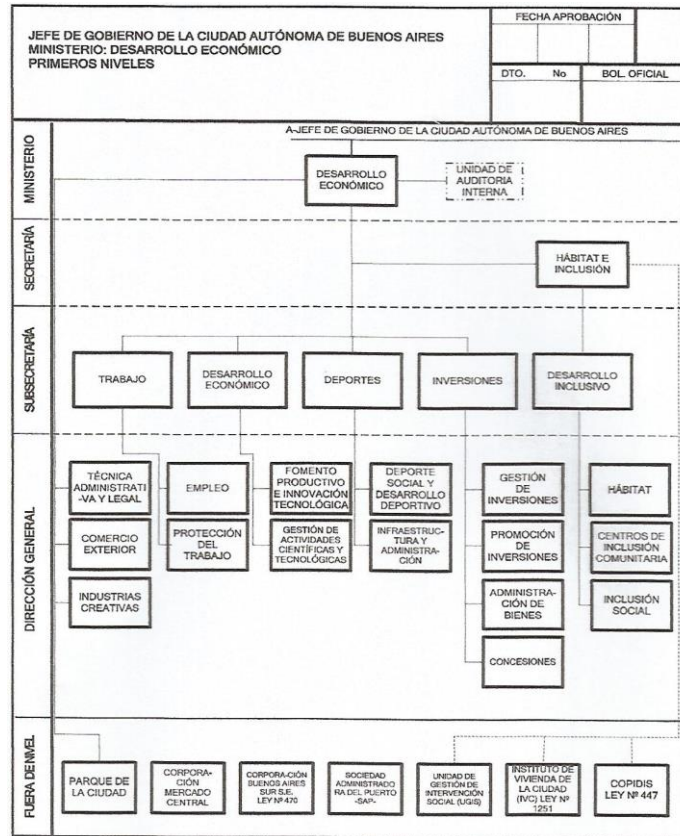 JEFE DE GOBIERNO DE LA CIUDAD AUTÓNOMA DE BUENOS AIRES
MINISTERIO: DESARROLLO ECONÓMICO
PRIMEROS NIVELES
FECHA APROBACIÓN
DTO. No BOL. OFICIAL
A-JEFE DE GOBIERNO DE LA CIUDAD AUTÓNOMA DE BUENOS AIRES
MINISTERIO
DESARROLLO
ECONÓMICO
UNIDAD DE
AUDITORIA
INTERNA
SECRETARÍA
HÁBITAT E
INCLUSIÓN
SUBSECRETARÍA
TRABAJO
DESARROLLO
ECONÓMICO
DEPORTES
INVERSIONES
DESARROLLO
INCLUSIVO
DIRECCIÓN GENERAL
TÉCNICA
ADMINISTRATI
-VA Y LEGAL
EMPLEO
FOMENTO
PRODUCTIVO
E INNOVACIÓN
TECNOLÓGICA
DEPORTE
SOCIAL Y
DESARROLLO
DEPORTIVO
GESTIÓN
DE
INVERSIONES
HÁBITAT
COMERCIO
EXTERIOR
PROTECCIÓN
DEL
TRABAJO
GESTIÓN DE
ACTIVIDADES
CIENTÍFICAS Y
TECNOLÓGICAS
INFRAESTRUC-
TURA Y
ADMINISTRA-
CIÓN
PROMOCIÓN
DE
INVERSIONES
CENTROS DE
INCLUSIÓN
COMUNITARIA
INDUSTRIAS
CREATIVAS
ADMINISTRA-
CIÓN DE
BIENES
INCLUSIÓN
SOCIAL
CONCESIONES
FUERA DE NIVEL
PARQUE DE
LA CIUDAD
CORPORA-
CIÓN
MERCADO
CENTRAL
CORPORA-CIÓN
BUENOS AIRES
SUR S.E.
LEY Nº 470
SOCIEDAD
ADMINISTRAD
ORA DEL PUERTO
-SAP-
UNIDAD DE
GESTIÓN DE
INTERVENCIÓN
SOCIAL (UGIS)
INSTITUTO DE
VIVIENDA DE
LA CIUDAD
(IVC) LEY Nº
1251
COPIDIS
LEY Nº 447